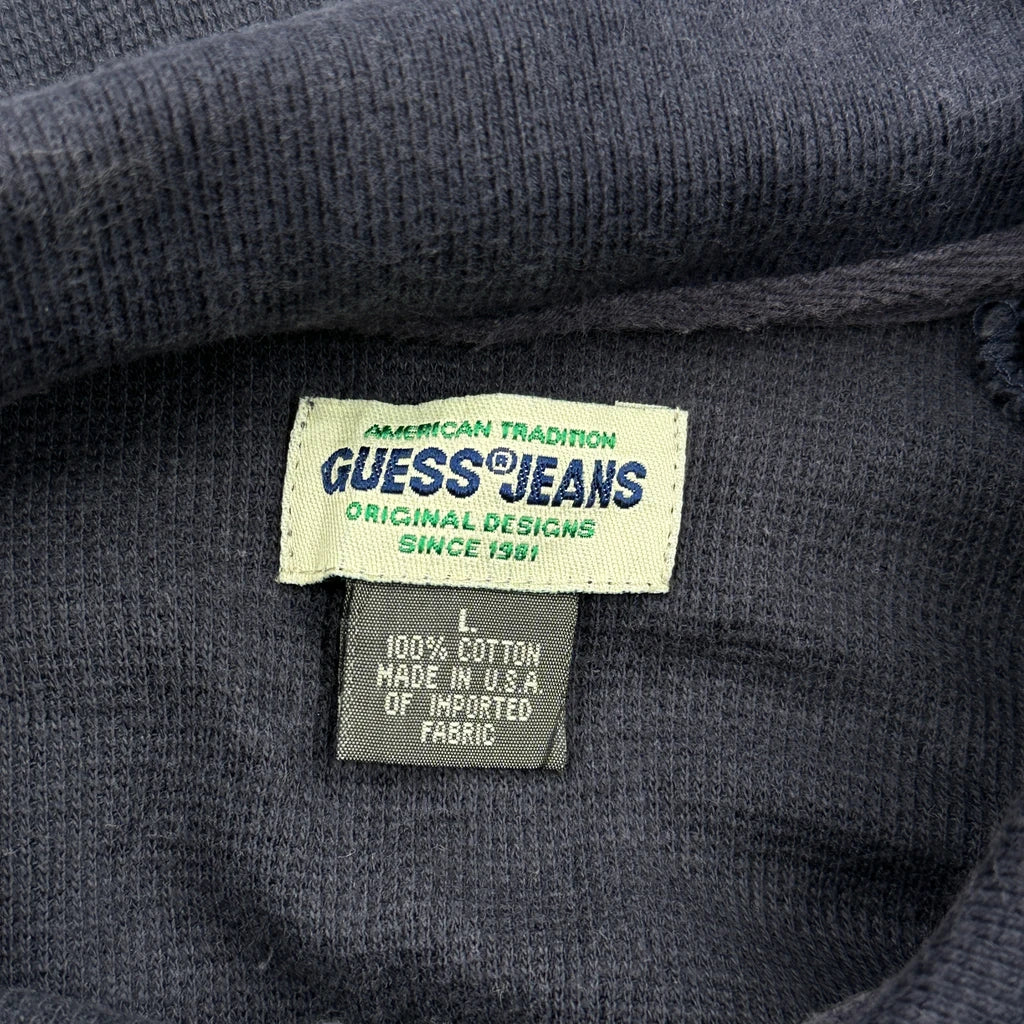 AMERICAN TRADITION
GUESS® JEANS
ORIGINAL DESIGNS
SINCE 1981
L
100% COTTON
MADE IN U.S.A.
OF IMPORTED
FABRIC